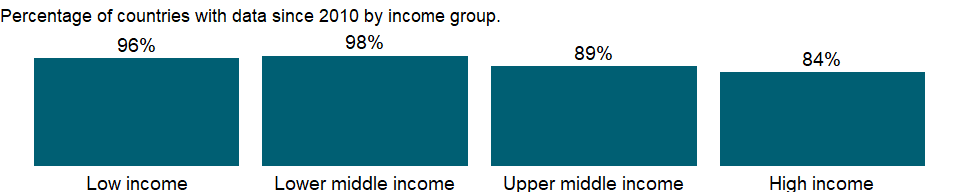 Percentage of countries with data since 2010 by income group.
96%
98%
89%
84%
Low income
Lower middle income
Upper middle income
High income